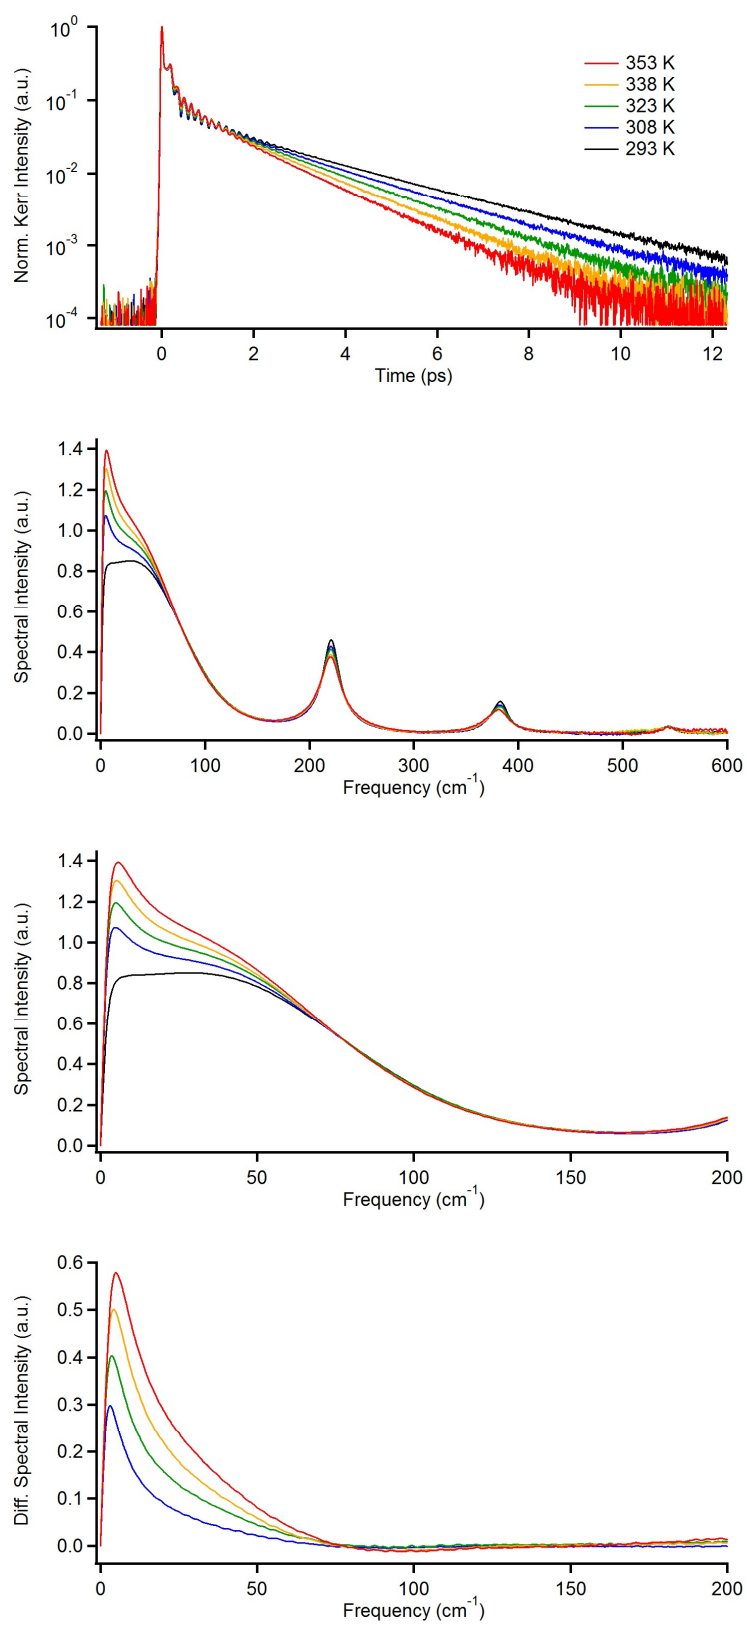 10^0
10^-1
10^-2
10^-3
10^-4
Norm. Kerr Intensity (a.u.)
353 K
338 K
323 K
308 K
293 K
0 2 4 6 8 10 12
Time (ps)
1.4
1.2
1.0
0.8
0.6
0.4
0.2
0.0
Spectral Intensity (a.u.)
0 100 200 300 400 500 600
Frequency (cm^-1)
1.4
1.2
1.0
0.8
0.6
0.4
0.2
0.0
Spectral Intensity (a.u.)
0 50 100 150 200
Frequency (cm^-1)
0.6
0.5
0.4
0.3
0.2
0.1
0.0
Diff. Spectral Intensity (a.u.)
0 50 100 150 200
Frequency (cm^-1)